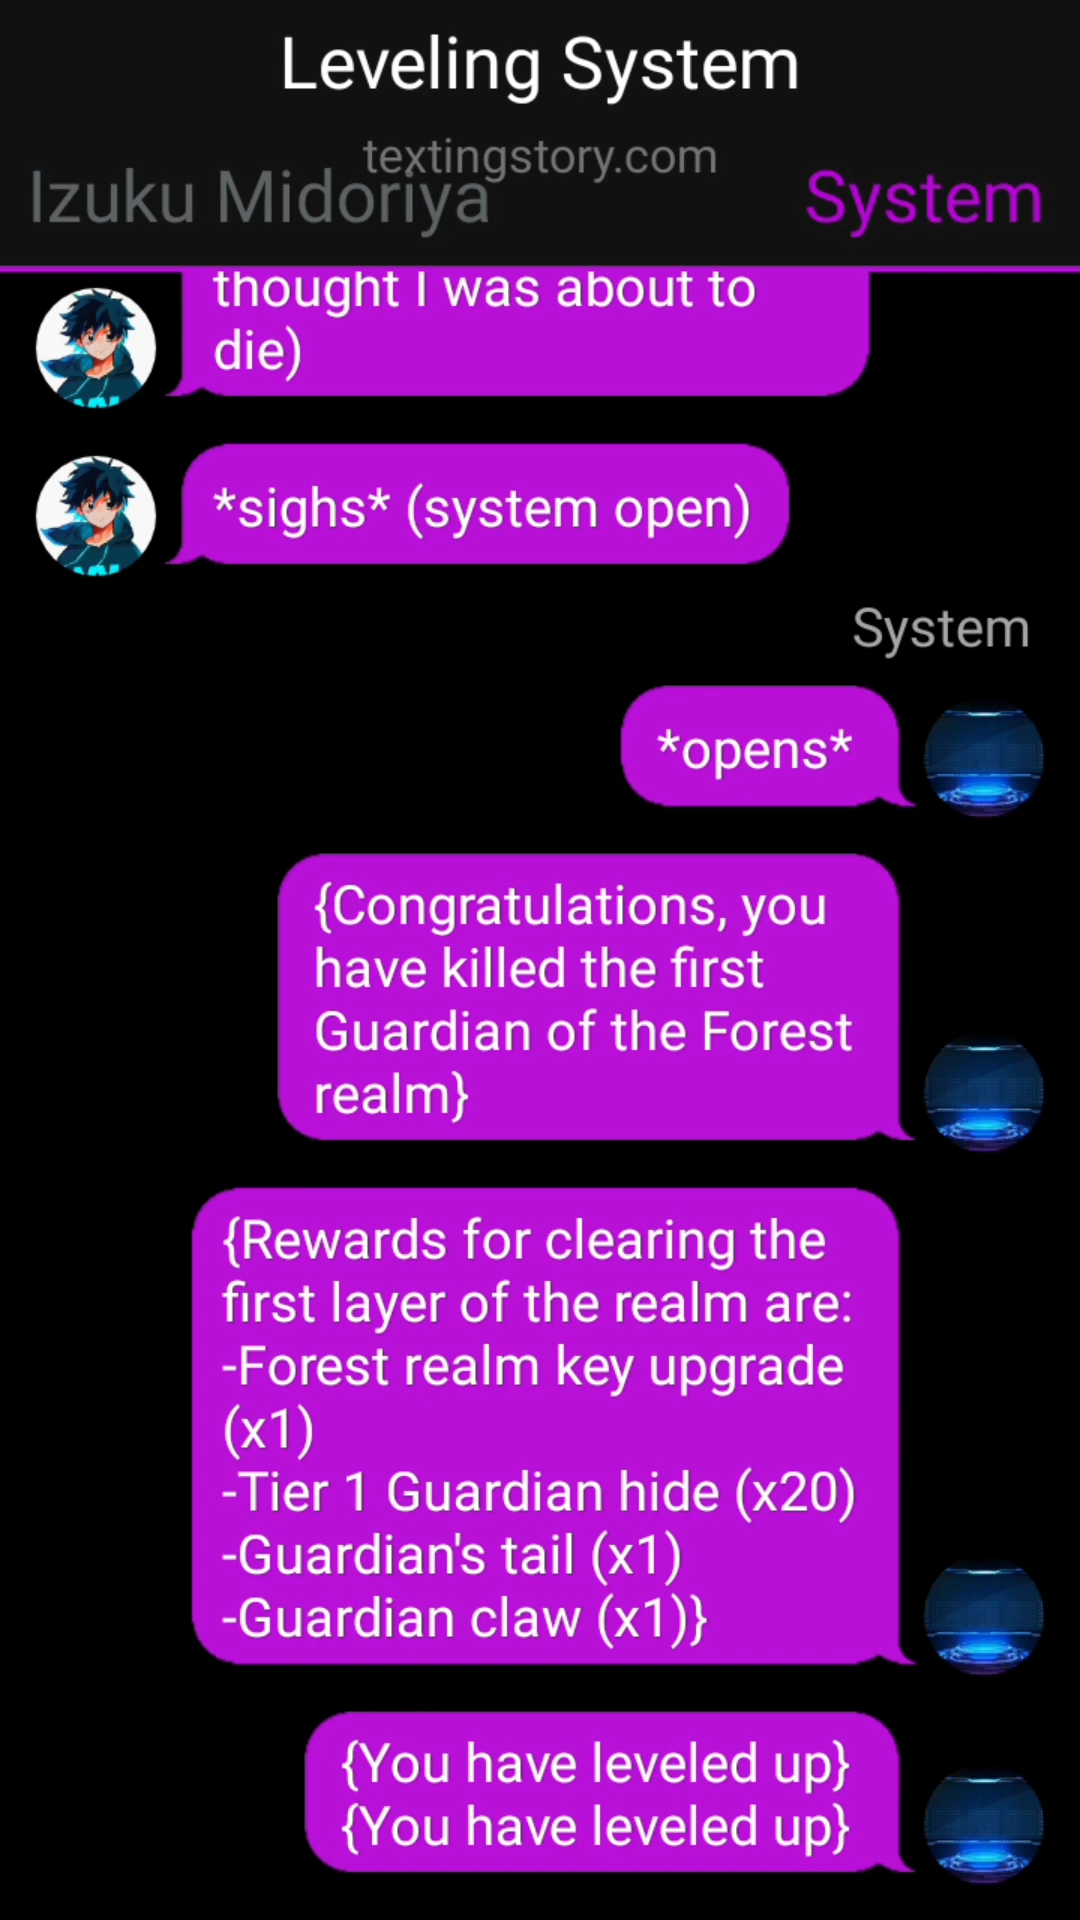 Leveling System
textingstory.com
Izuku Midoriya
System
thought I was about to
die)
*sighs* (system open)
System
*opens*
{Congratulations, you
have killed the first
Guardian of the Forest
realm}
{Rewards for clearing the
first layer of the realm are:
-Forest realm key upgrade
(x1)
-Tier 1 Guardian hide (x20)
-Guardian's tail (x1)
-Guardian claw (x1)}
{You have leveled up}
{You have leveled up}